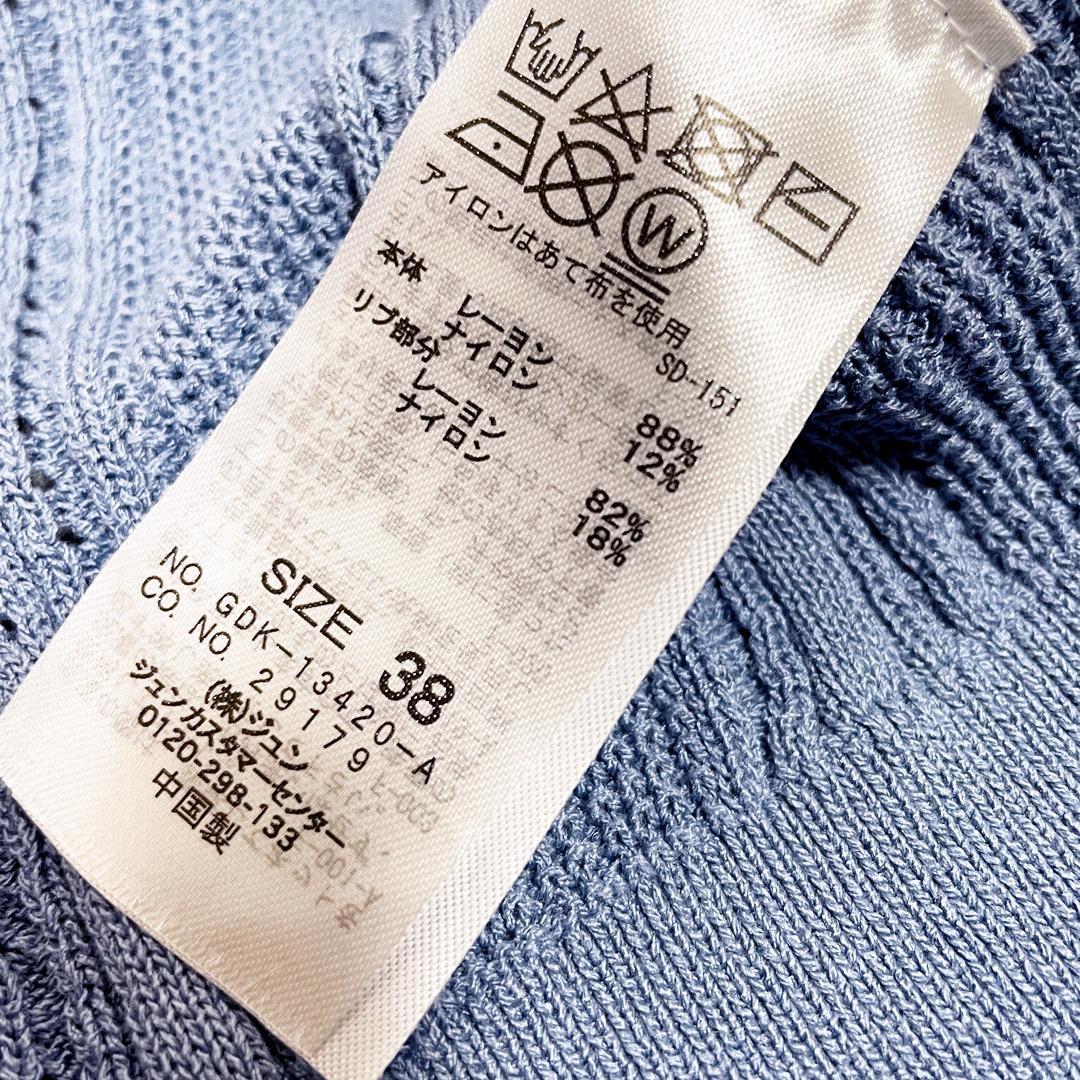 W
アイロンはあて布を使用
SD-151
本体
レーヨン 88%
ナイロン 12%
リブ部分
レーヨン 82%
ナイロン 18%
SIZE 38
NO. GDK-13420-A
CO. NO. 29179
(株)ジュン
ジュンカスタマーセンター
0120-298-133
中国製